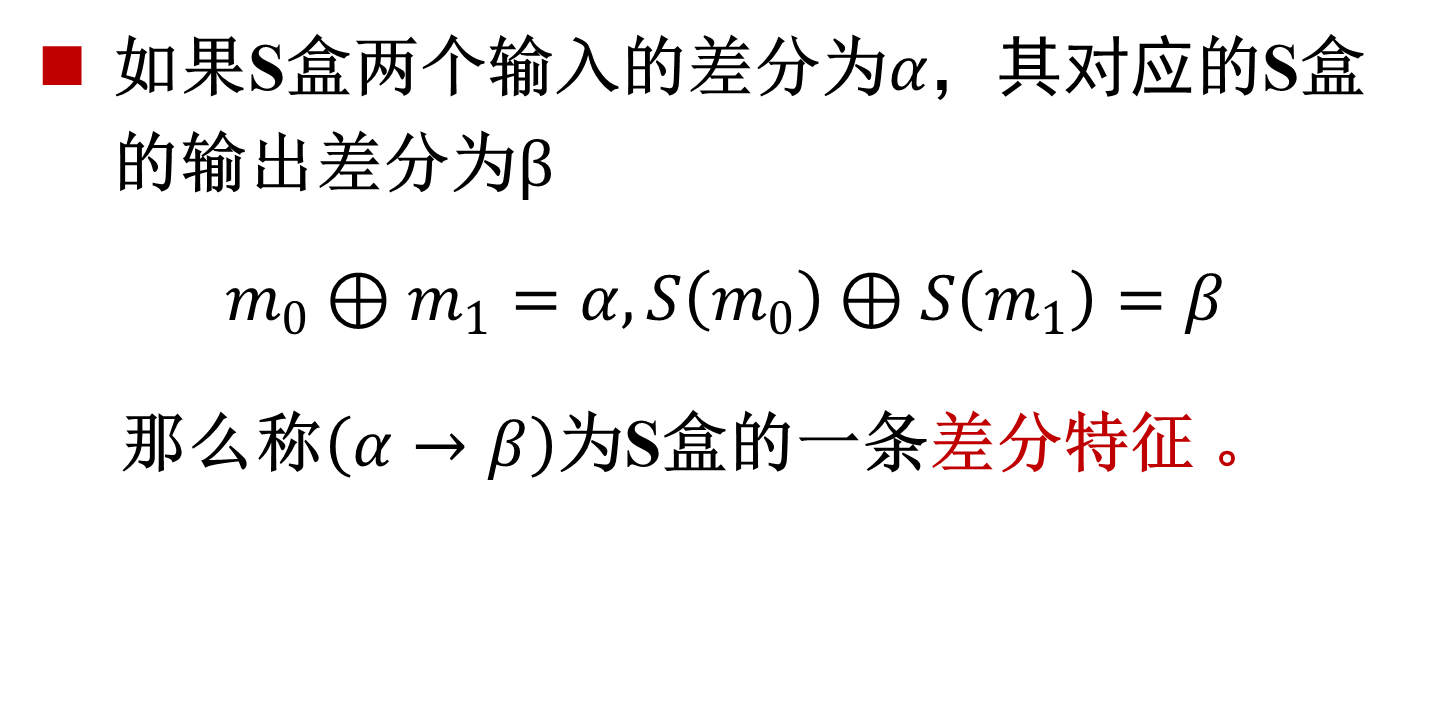 如果S盒两个输入的差分为α，其对应的S盒
的输出差分为β
m₀ ⊕ m₁ = α, S(m₀) ⊕ S(m₁) = β
那么称(α → β)为S盒的一条差分特征 。